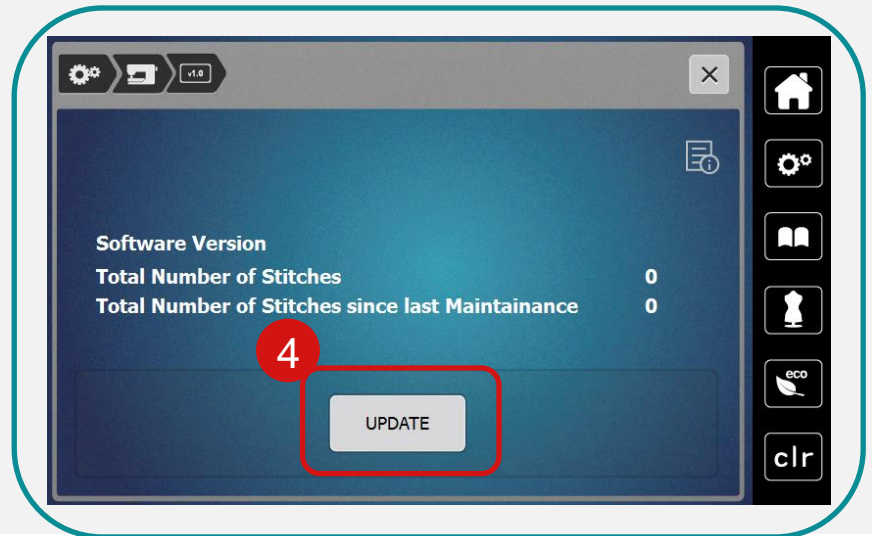 v1.0
Software Version
Total Number of Stitches 0
Total Number of Stitches since last Maintainance 0
4
UPDATE
eco
clr